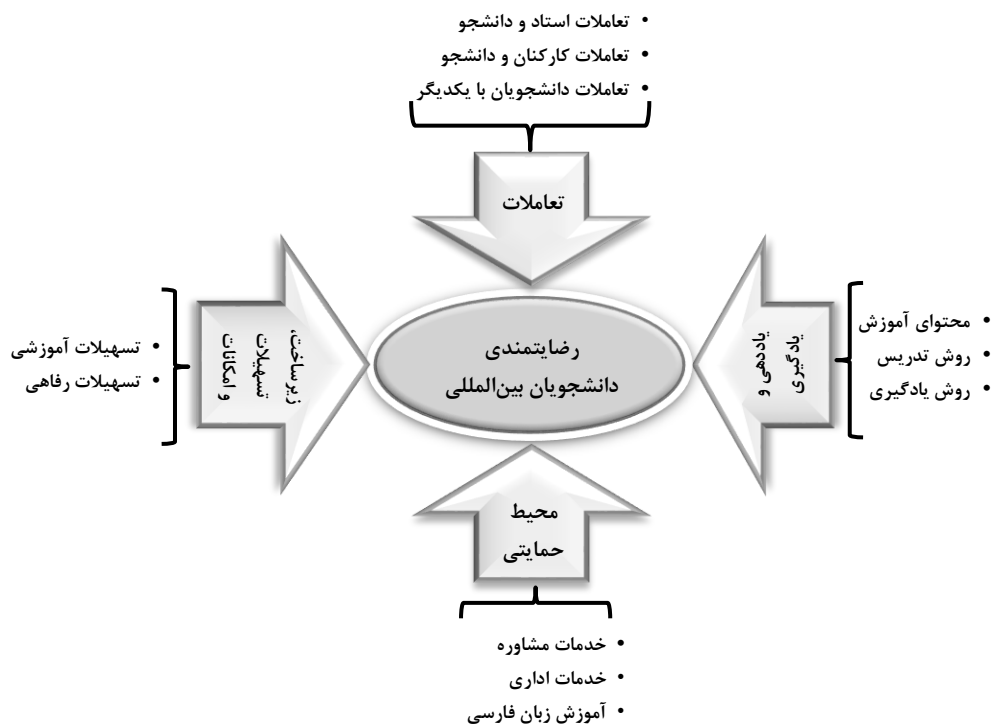 • تعاملات استاد و دانشجو
• تعاملات کارکنان و دانشجو
• تعاملات دانشجویان با یکدیگر
تعاملات
• محتوای آموزش
• روش تدریس
• روش یادگیری
یاددهی و
یادگیری
رضایتمندی
دانشجویان بین‌المللی
زیرساخت،
تسهیلات
و امکانات
• تسهیلات آموزشی
• تسهیلات رفاهی
محیط
حمایتی
• خدمات مشاوره
• خدمات اداری
• آموزش زبان فارسی